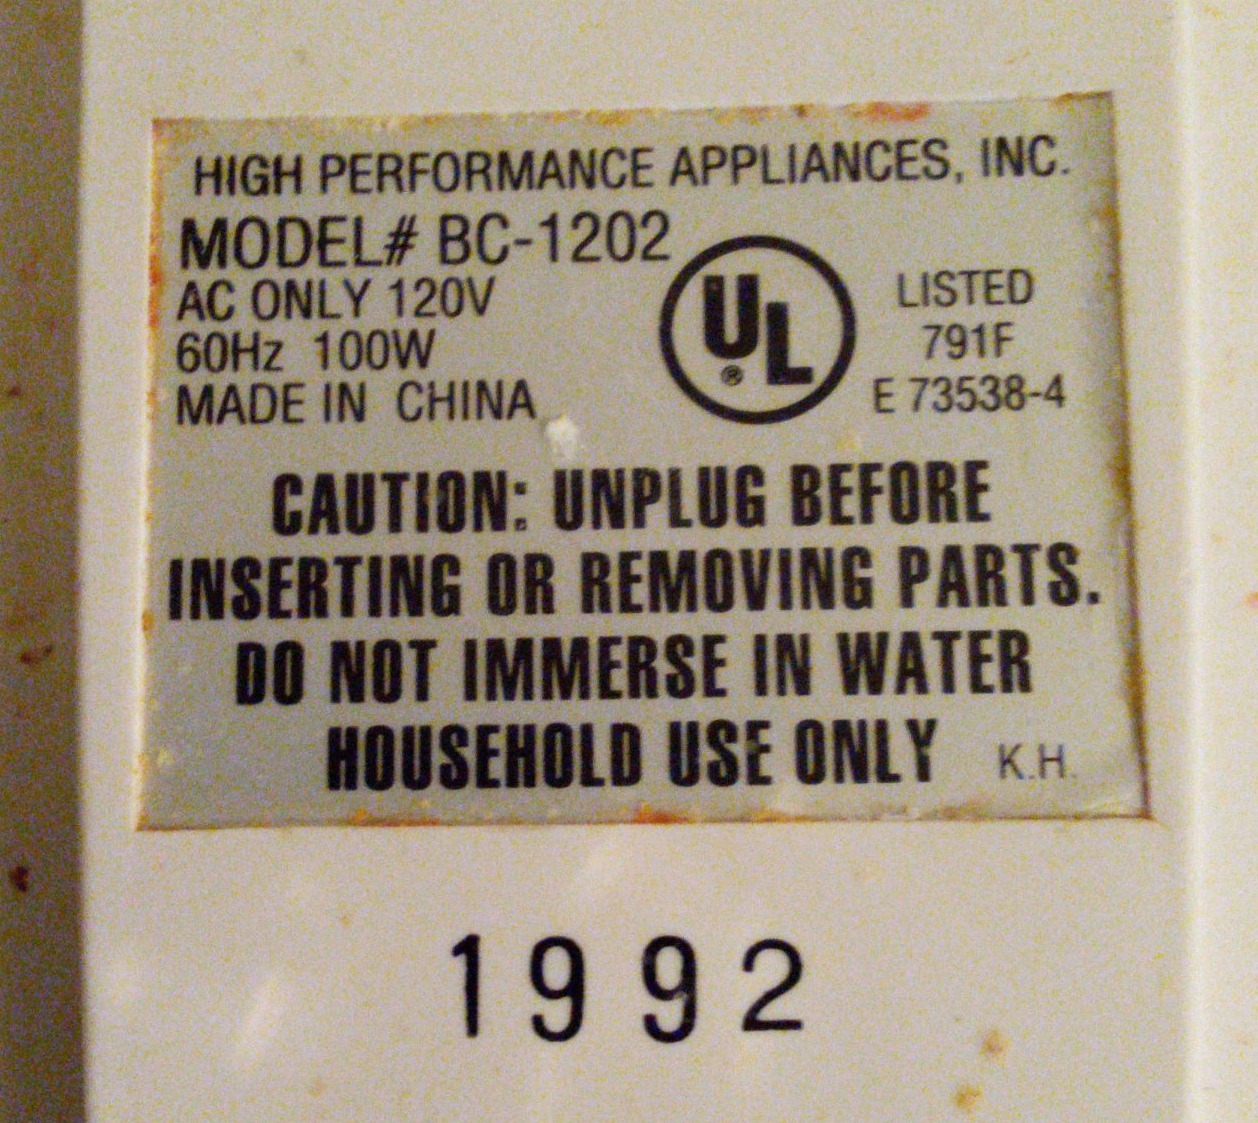 HIGH PERFORMANCE APPLIANCES, INC.
MODEL# BC-1202
AC ONLY 120V
60Hz 100W
MADE IN CHINA
UL ®
LISTED
791F
E 73538-4
CAUTION: UNPLUG BEFORE
INSERTING OR REMOVING PARTS.
DO NOT IMMERSE IN WATER
HOUSEHOLD USE ONLY
K.H.
1992